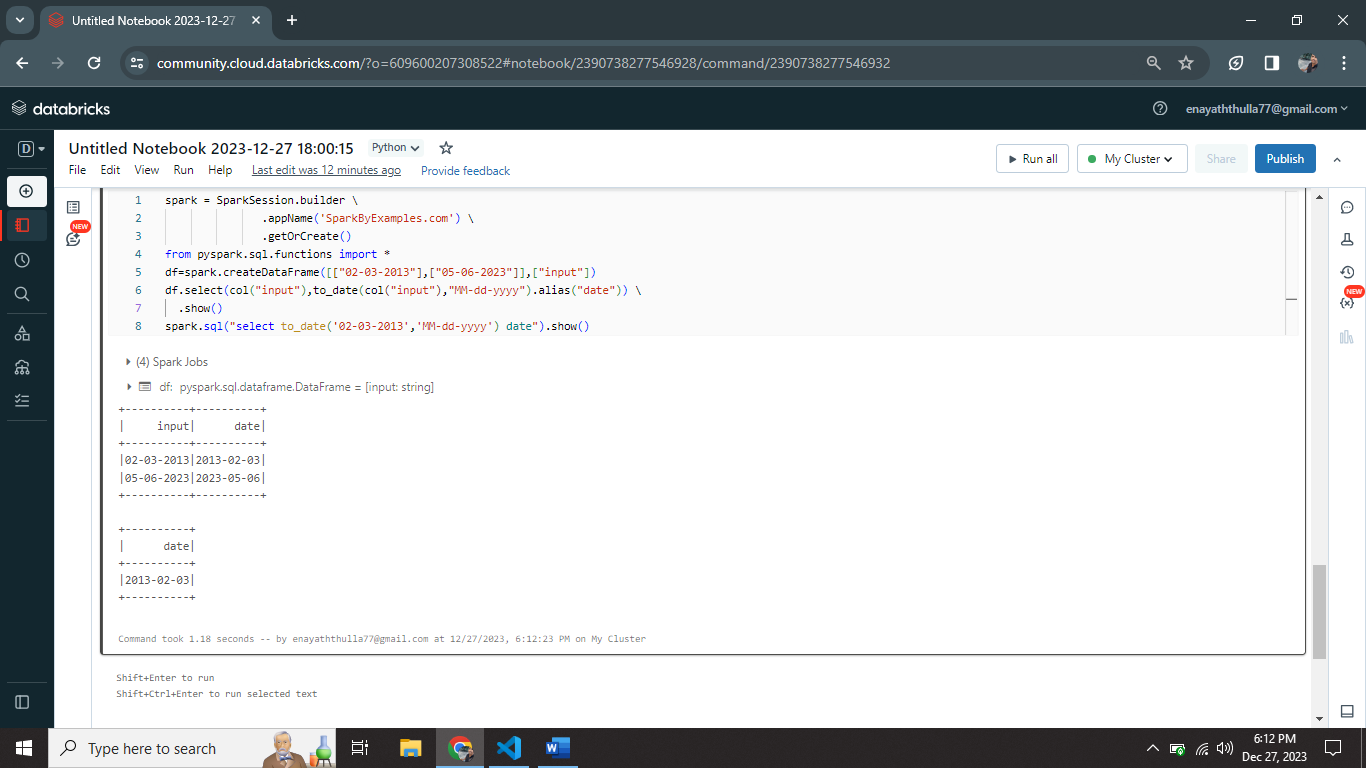 Untitled Notebook 2023-12-27
community.cloud.databricks.com/?o=609600207308522#notebook/2390738277546928/command/2390738277546932
databricks
enayaththulla77@gmail.com
D
Untitled Notebook 2023-12-27 18:00:15 Python
Run all
My Cluster
Share
Publish
File Edit View Run Help Last edit was 12 minutes ago Provide feedback
NEW
NEW
1 spark = SparkSession.builder \
2 .appName('SparkByExamples.com') \
3 .getOrCreate()
4 from pyspark.sql.functions import *
5 df=spark.createDataFrame([["02-03-2013"],["05-06-2023"]],["input"])
6 df.select(col("input"),to_date(col("input"),"MM-dd-yyyy").alias("date")) \
7 .show()
8 spark.sql("select to_date('02-03-2013','MM-dd-yyyy') date").show()
(4) Spark Jobs
df: pyspark.sql.dataframe.DataFrame = [input: string]
+----------+----------+
|     input|      date|
+----------+----------+
|02-03-2013|2013-02-03|
|05-06-2023|2023-05-06|
+----------+----------+
+----------+
|      date|
+----------+
|2013-02-03|
+----------+
Command took 1.18 seconds -- by enayaththulla77@gmail.com at 12/27/2023, 6:12:23 PM on My Cluster
Shift+Enter to run
Shift+Ctrl+Enter to run selected text
Type here to search
6:12 PM
Dec 27, 2023